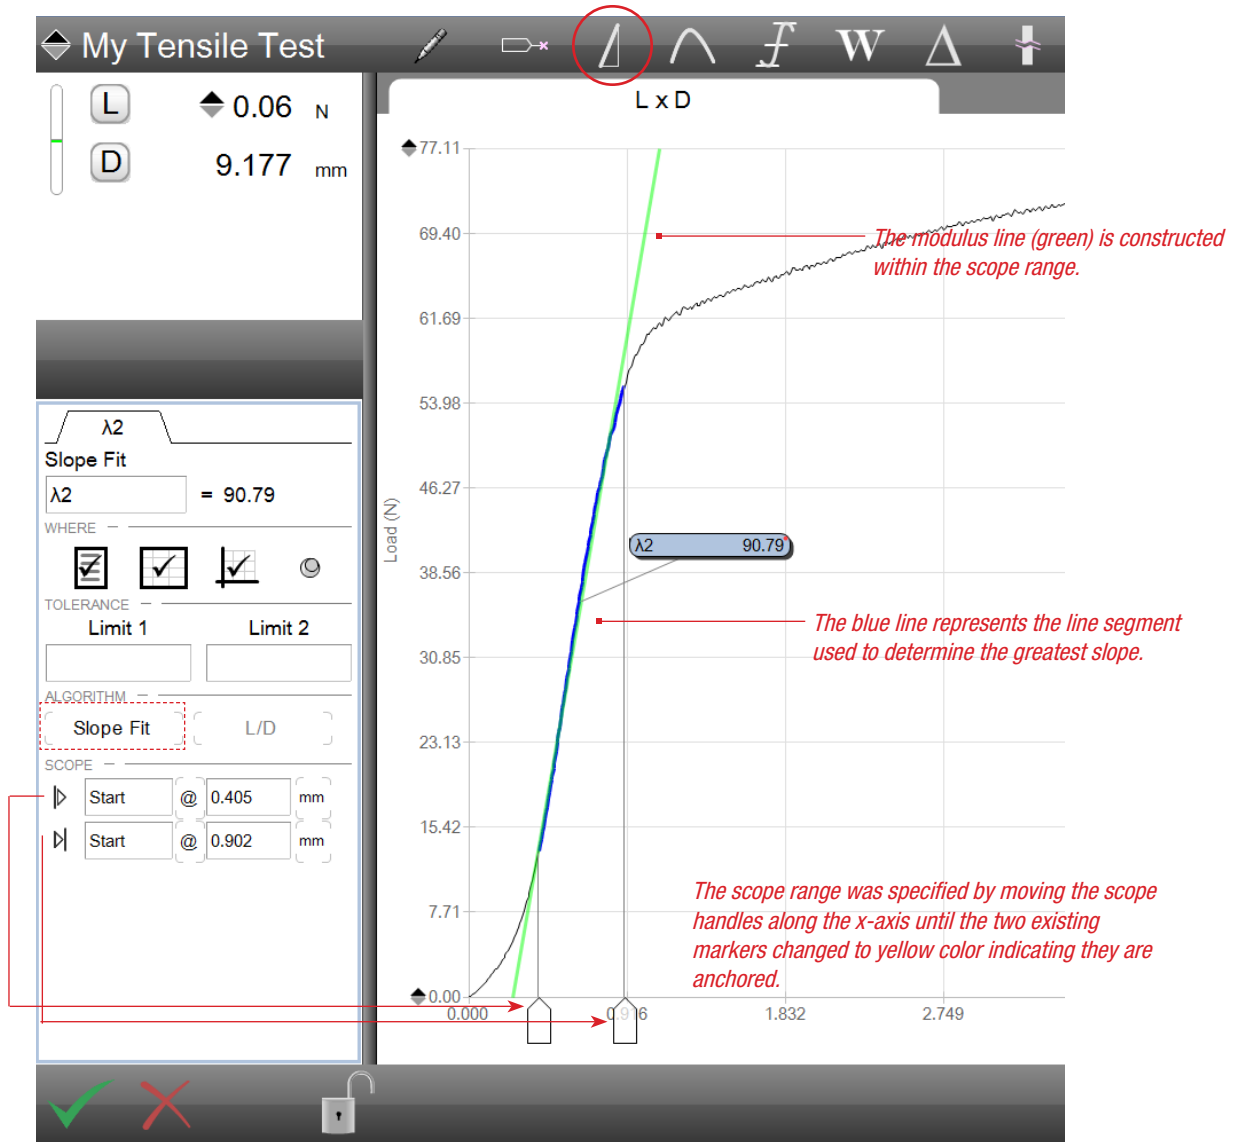 My Tensile Test
W
L 0.06 N
D 9.177 mm
L x D
77.11
69.40
61.69
53.98
46.27
38.56
30.85
23.13
15.42
7.71
0.00
Load (N)
0.000 0.916 1.832 2.749
The modulus line (green) is constructed
within the scope range.
λ2 90.79
The blue line represents the line segment
used to determine the greatest slope.
The scope range was specified by moving the scope
handles along the x-axis until the two existing
markers changed to yellow color indicating they are
anchored.
λ2
Slope Fit
λ2 = 90.79
WHERE
TOLERANCE
Limit 1 Limit 2
ALGORITHM
Slope Fit L/D
SCOPE
Start @ 0.405 mm
Start @ 0.902 mm